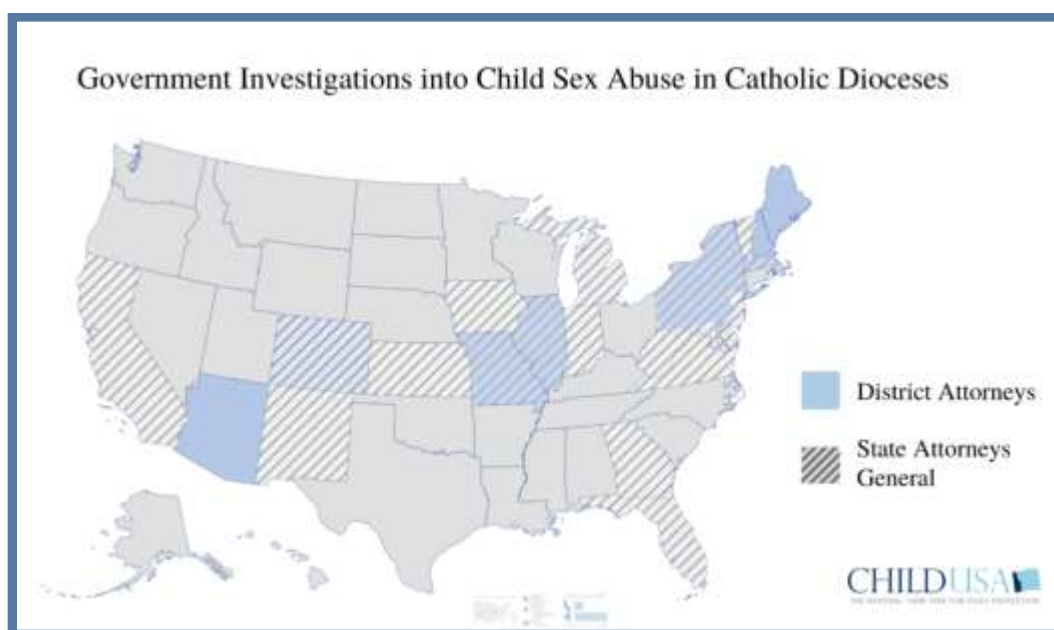 Government Investigations into Child Sex Abuse in Catholic Dioceses
District Attorneys
State Attorneys
General
CHILDUSA